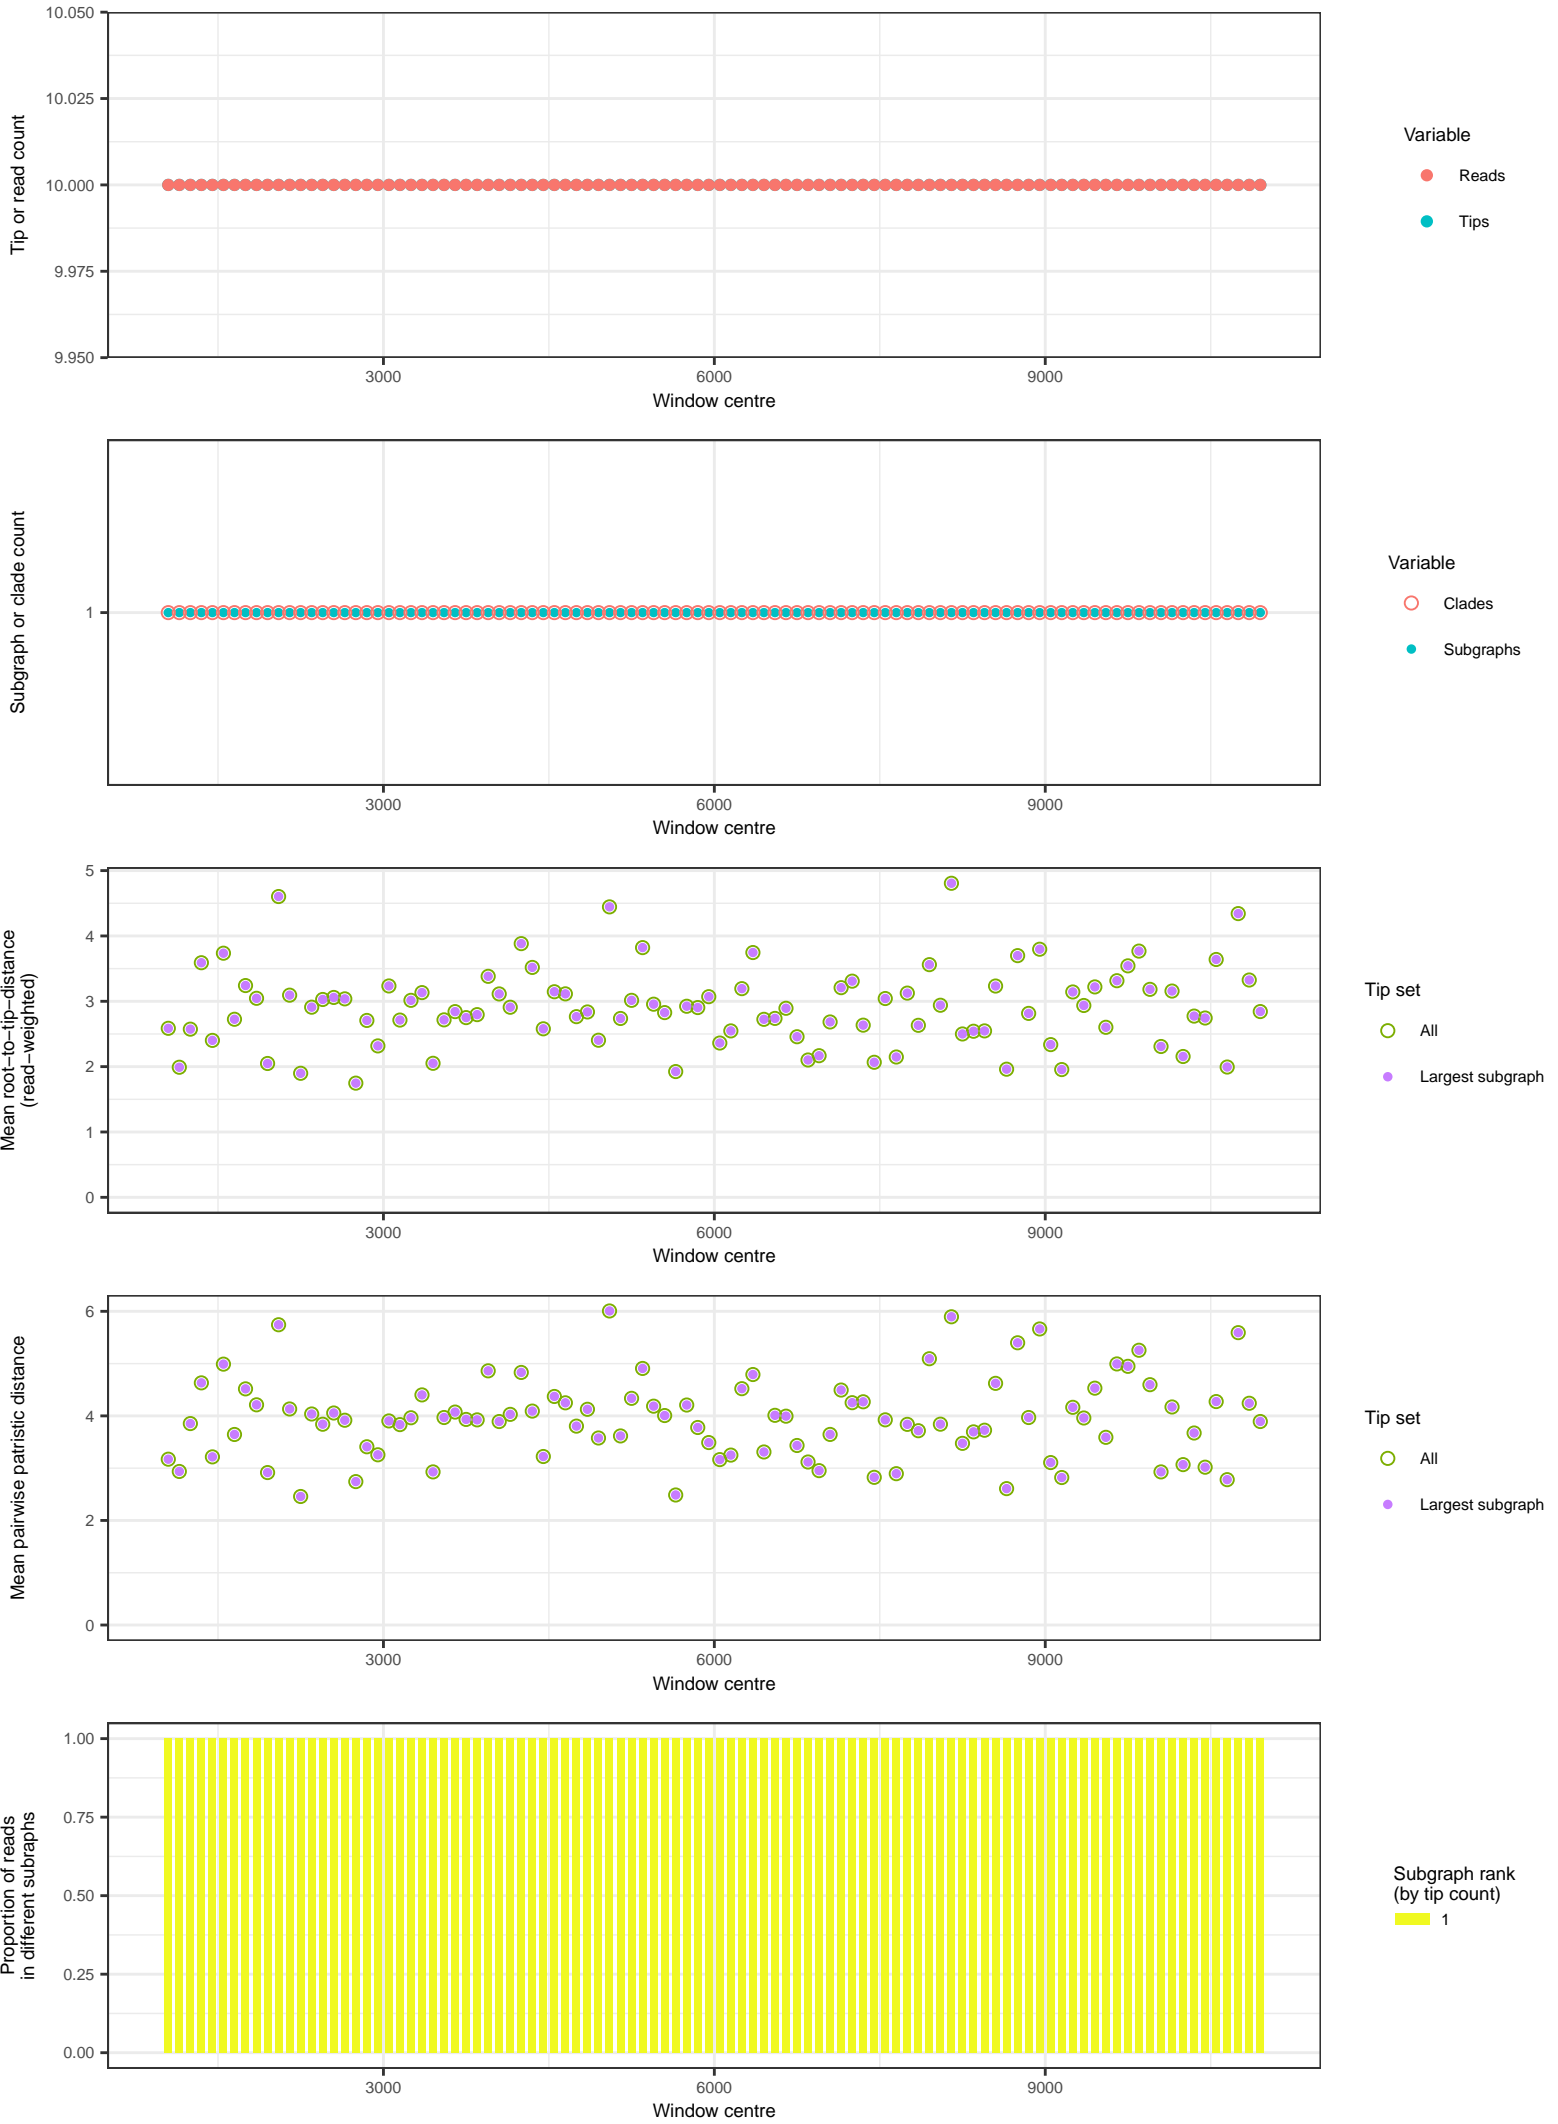 10.050
10.025
10.000
9.975
9.950
Tip or read count
3000
6000
9000
Window centre
Variable
Reads
Tips
1
Subgraph or clade count
3000
6000
9000
Window centre
Variable
Clades
Subgraphs
5
4
3
2
1
0
Mean root−to−tip−distance
(read−weighted)
3000
6000
9000
Window centre
Tip set
All
Largest subgraph
6
4
2
0
Mean pairwise patristic distance
3000
6000
9000
Window centre
Tip set
All
Largest subgraph
1.00
0.75
0.50
0.25
0.00
Proportion of reads
in different subraphs
3000
6000
9000
Window centre
Subgraph rank
(by tip count)
1